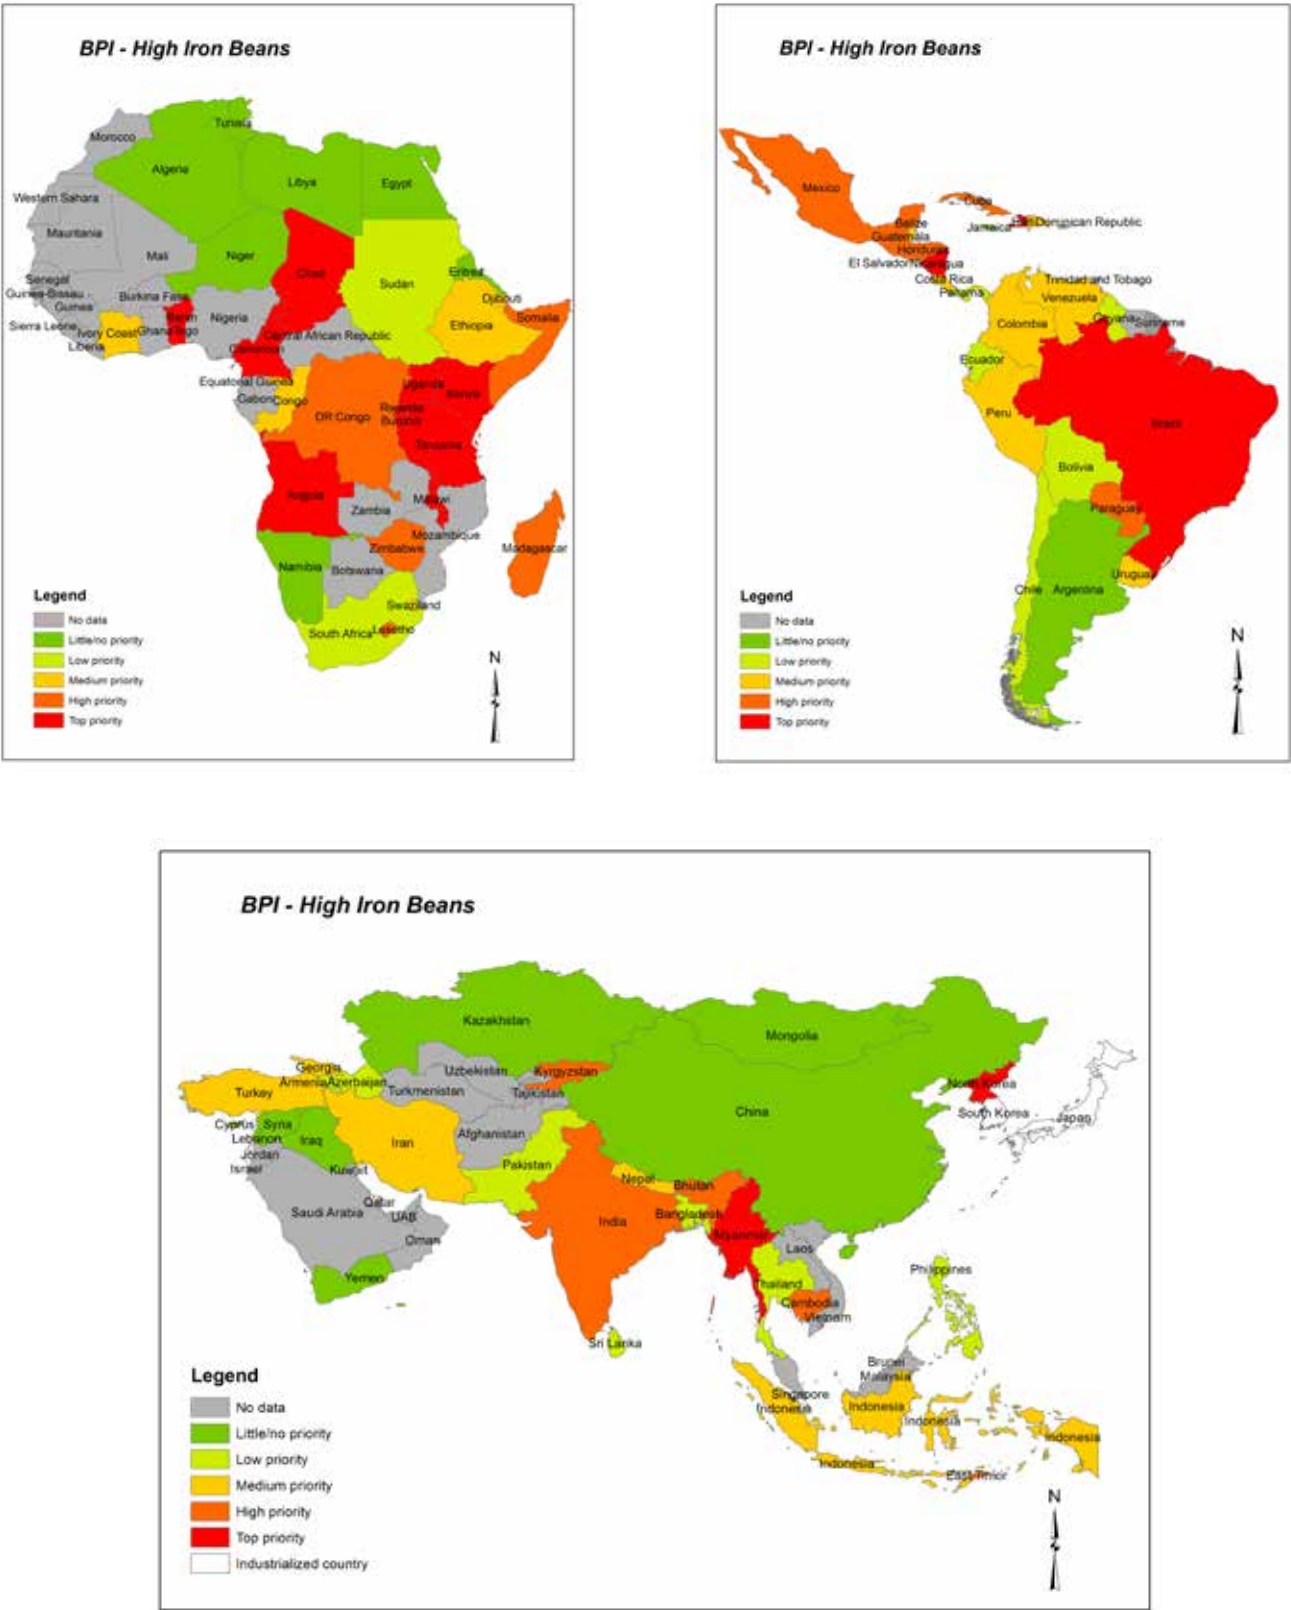 BPI - High Iron Beans
Morocco
Tunisia
Algeria
Libya
Egypt
Western Sahara
Mauritania
Mali
Niger
Chad
Sudan
Eritrea
Djibouti
Senegal
Guinea-Bissau
Guinea
Burkina Faso
Benin
Nigeria
Ethiopia
Somalia
Sierra Leone
Ivory Coast
Ghana
Togo
Liberia
Central African Republic
Cameroon
Equatorial Guinea
Gabon
Congo
Uganda
Kenya
DR Congo
Rwanda
Burundi
Tanzania
Angola
Zambia
Malawi
Mozambique
Zimbabwe
Madagascar
Namibia
Botswana
Swaziland
South Africa
Lesotho
Legend
No data
Little/no priority
Low priority
Medium priority
High priority
Top priority
N
BPI - High Iron Beans
Mexico
Cuba
Belize
Jamaica
Dominican Republic
Guatemala
Honduras
El Salvador
Nicaragua
Costa Rica
Panama
Trinidad and Tobago
Venezuela
Guyana
Suriname
Colombia
Ecuador
Peru
Brazil
Bolivia
Paraguay
Uruguay
Chile
Argentina
Legend
No data
Little/no priority
Low priority
Medium priority
High priority
Top priority
N
BPI - High Iron Beans
Kazakhstan
Mongolia
Georgia
Armenia
Azerbaijan
Uzbekistan
Kyrgyzstan
Turkey
Turkmenistan
Tajikistan
North Korea
South Korea
Japan
China
Cyprus
Syria
Lebanon
Iraq
Iran
Afghanistan
Jordan
Israel
Kuwait
Pakistan
Nepal
Bhutan
Qatar
Saudi Arabia
UAB
Oman
India
Bangladesh
Myanmar
Laos
Yemen
Thailand
Cambodia
Vietnam
Philippines
Sri Lanka
Brunei
Malaysia
Singapore
Indonesia
Indonesia
Indonesia
Indonesia
Indonesia
East Timor
Legend
No data
Little/no priority
Low priority
Medium priority
High priority
Top priority
Industrialized country
N